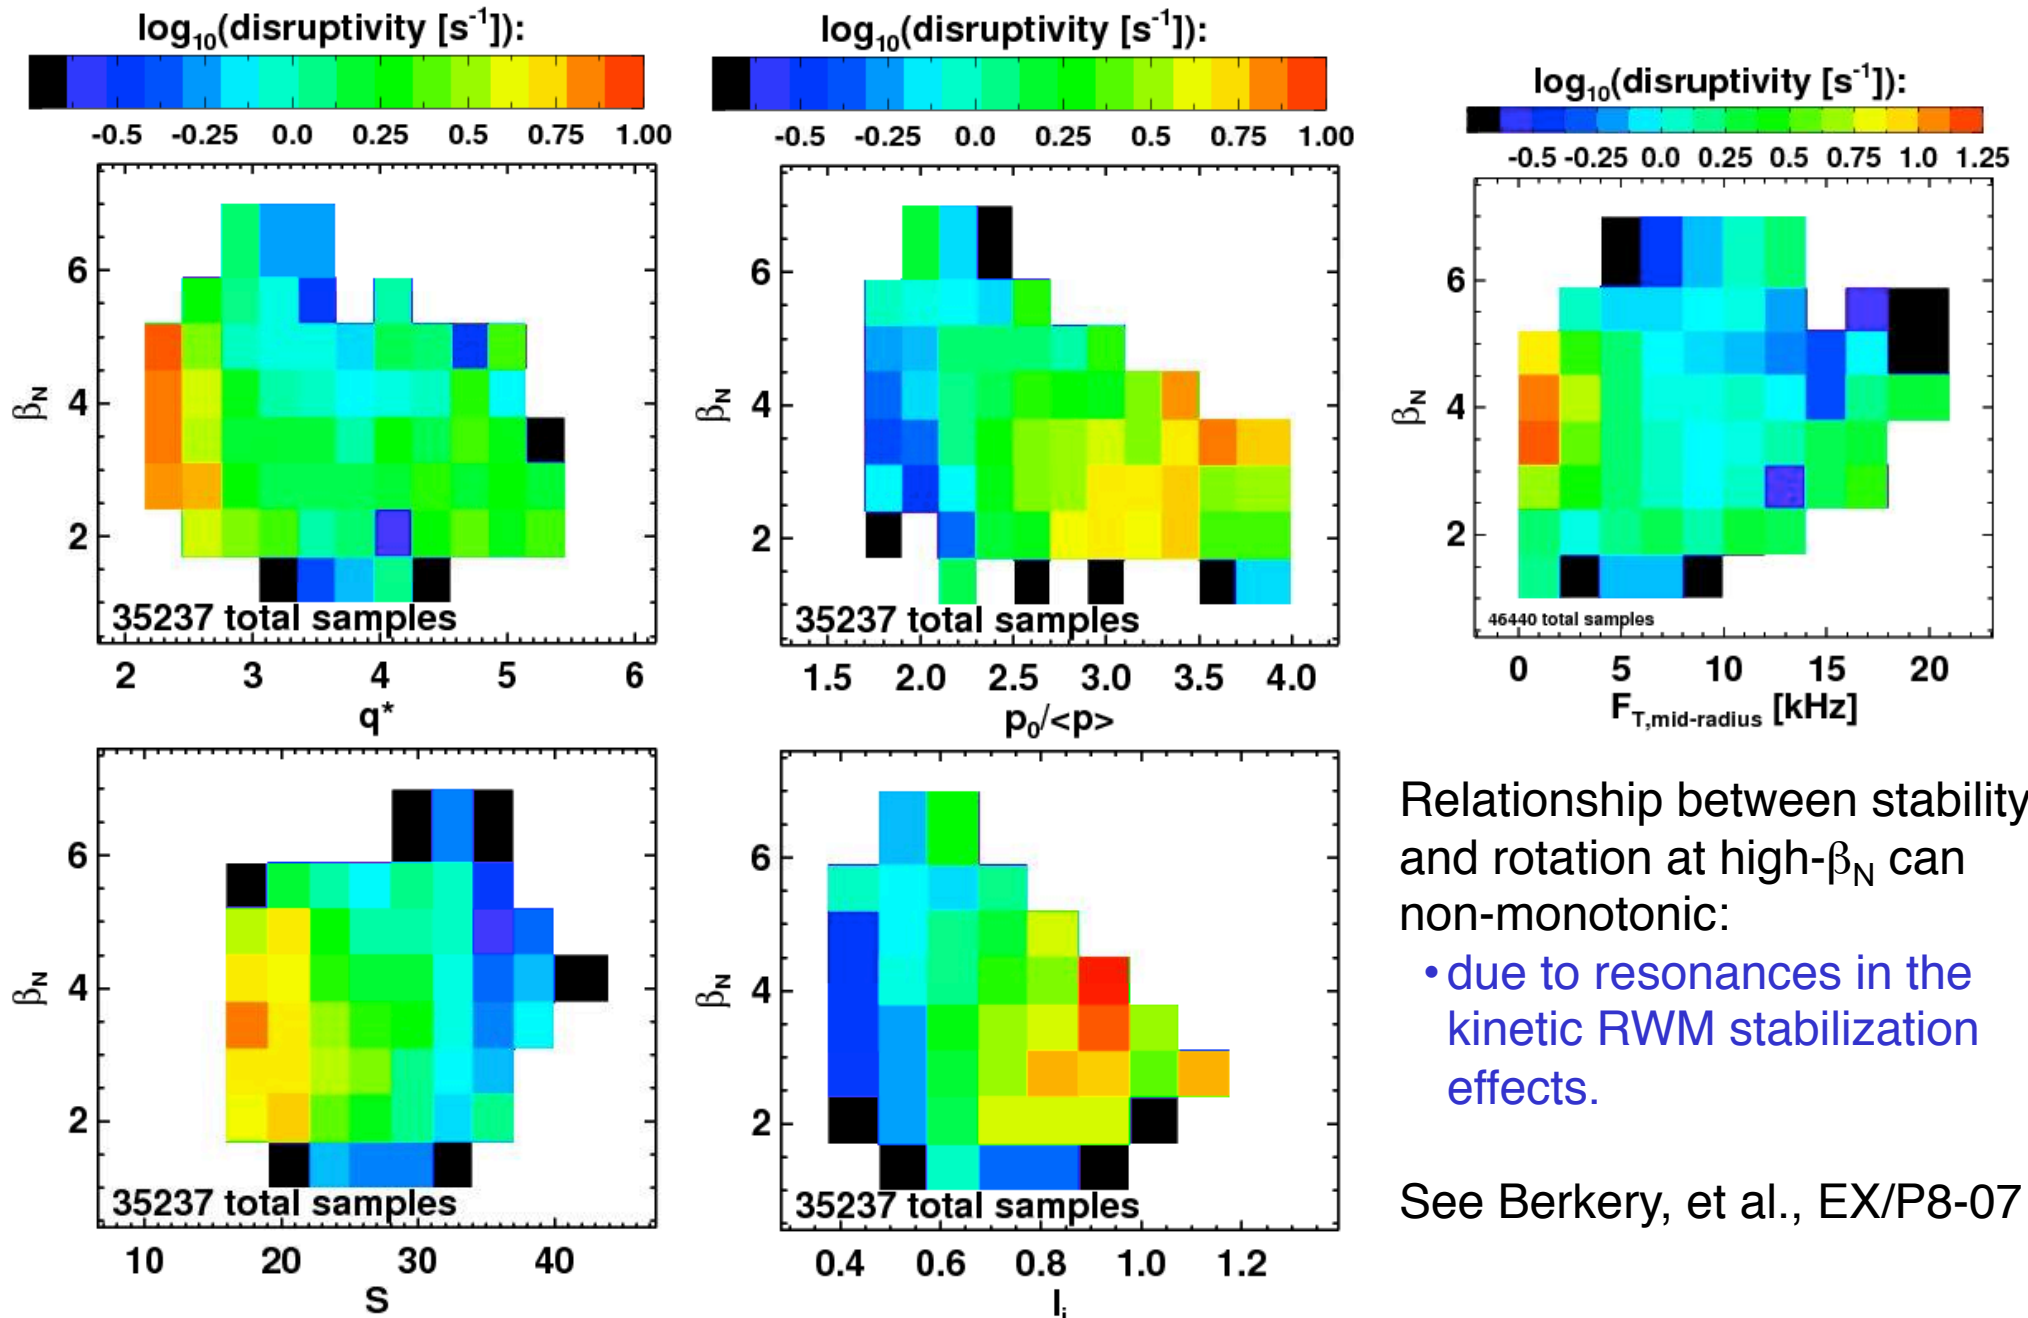 log10(disruptivity [s-1]):
-0.5 -0.25 0.0 0.25 0.5 0.75 1.00
βN
6
4
2
35237 total samples
2 3 4 5 6
q*
log10(disruptivity [s-1]):
-0.5 -0.25 0.0 0.25 0.5 0.75 1.00
βN
6
4
2
35237 total samples
1.5 2.0 2.5 3.0 3.5 4.0
p0/<p>
log10(disruptivity [s-1]):
-0.5 -0.25 0.0 0.25 0.5 0.75 1.0 1.25
βN
6
4
2
46440 total samples
0 5 10 15 20
FT,mid-radius [kHz]
βN
6
4
2
35237 total samples
10 20 30 40
S
βN
6
4
2
35237 total samples
0.4 0.6 0.8 1.0 1.2
li
Relationship between stability
and rotation at high-βN can
non-monotonic:
• due to resonances in the
kinetic RWM stabilization
effects.
See Berkery, et al., EX/P8-07